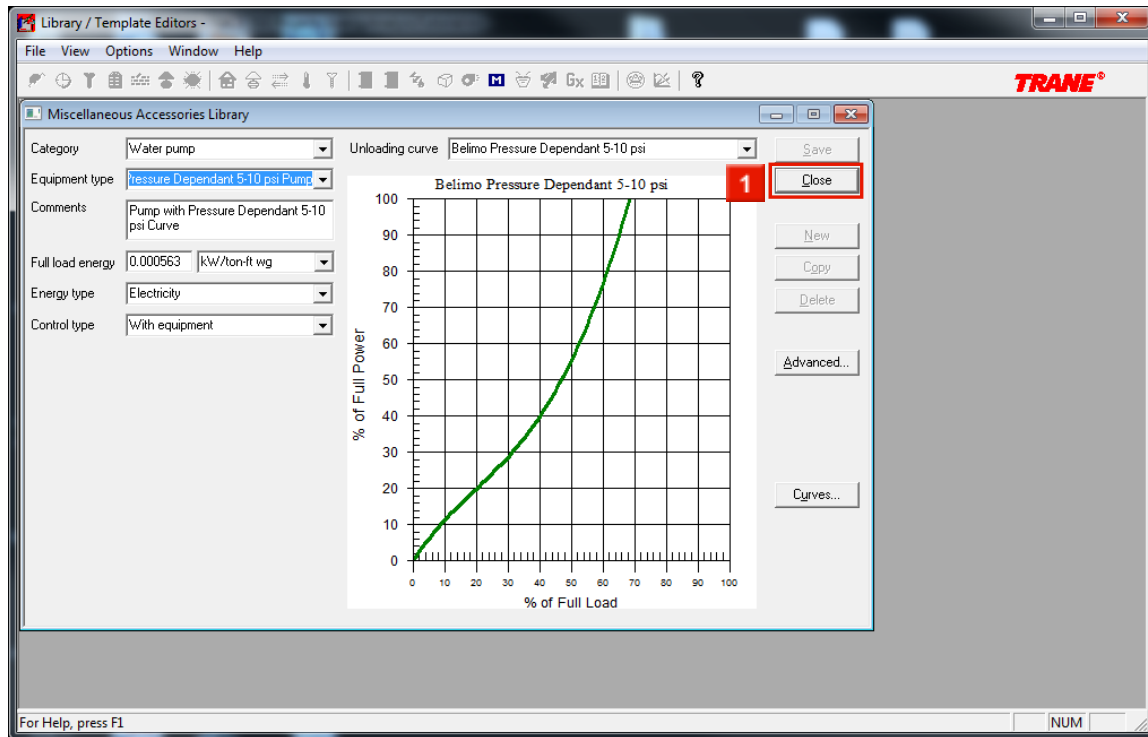 Library / Template Editors -
File View Options Window Help
M Gx ?
TRANE®
Miscellaneous Accessories Library
Category Water pump Unloading curve Belimo Pressure Dependant 5-10 psi Save
Equipment type Pressure Dependant 5-10 psi Pump 1 Close
Comments Pump with Pressure Dependant 5-10
psi Curve
Full load energy 0.000563 kW/ton-ft wg
Energy type Electricity
Control type With equipment
New
Copy
Delete
Advanced...
Curves...
Belimo Pressure Dependant 5-10 psi
% of Full Power
100
90
80
70
60
50
40
30
20
10
0
0 10 20 30 40 50 60 70 80 90 100
% of Full Load
For Help, press F1 NUM